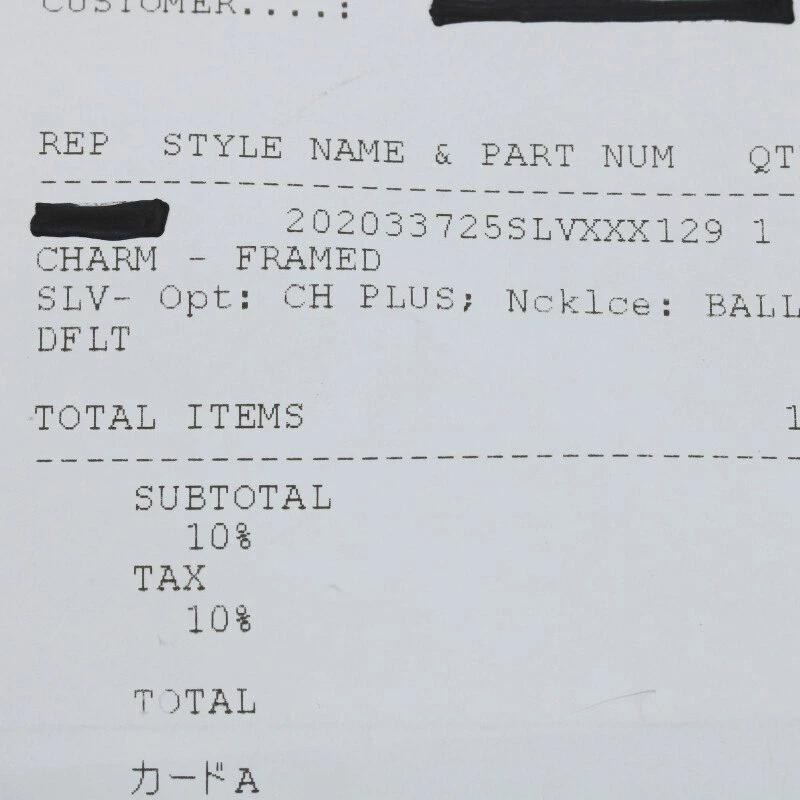 CUSTOMER....:
REP STYLE NAME & PART NUM QT
202033725SLVXXX129 1
CHARM - FRAMED
SLV- Opt: CH PLUS; Ncklce: BALL
DFLT
TOTAL ITEMS 1
SUBTOTAL
10%
TAX
10%
TOTAL
カードA